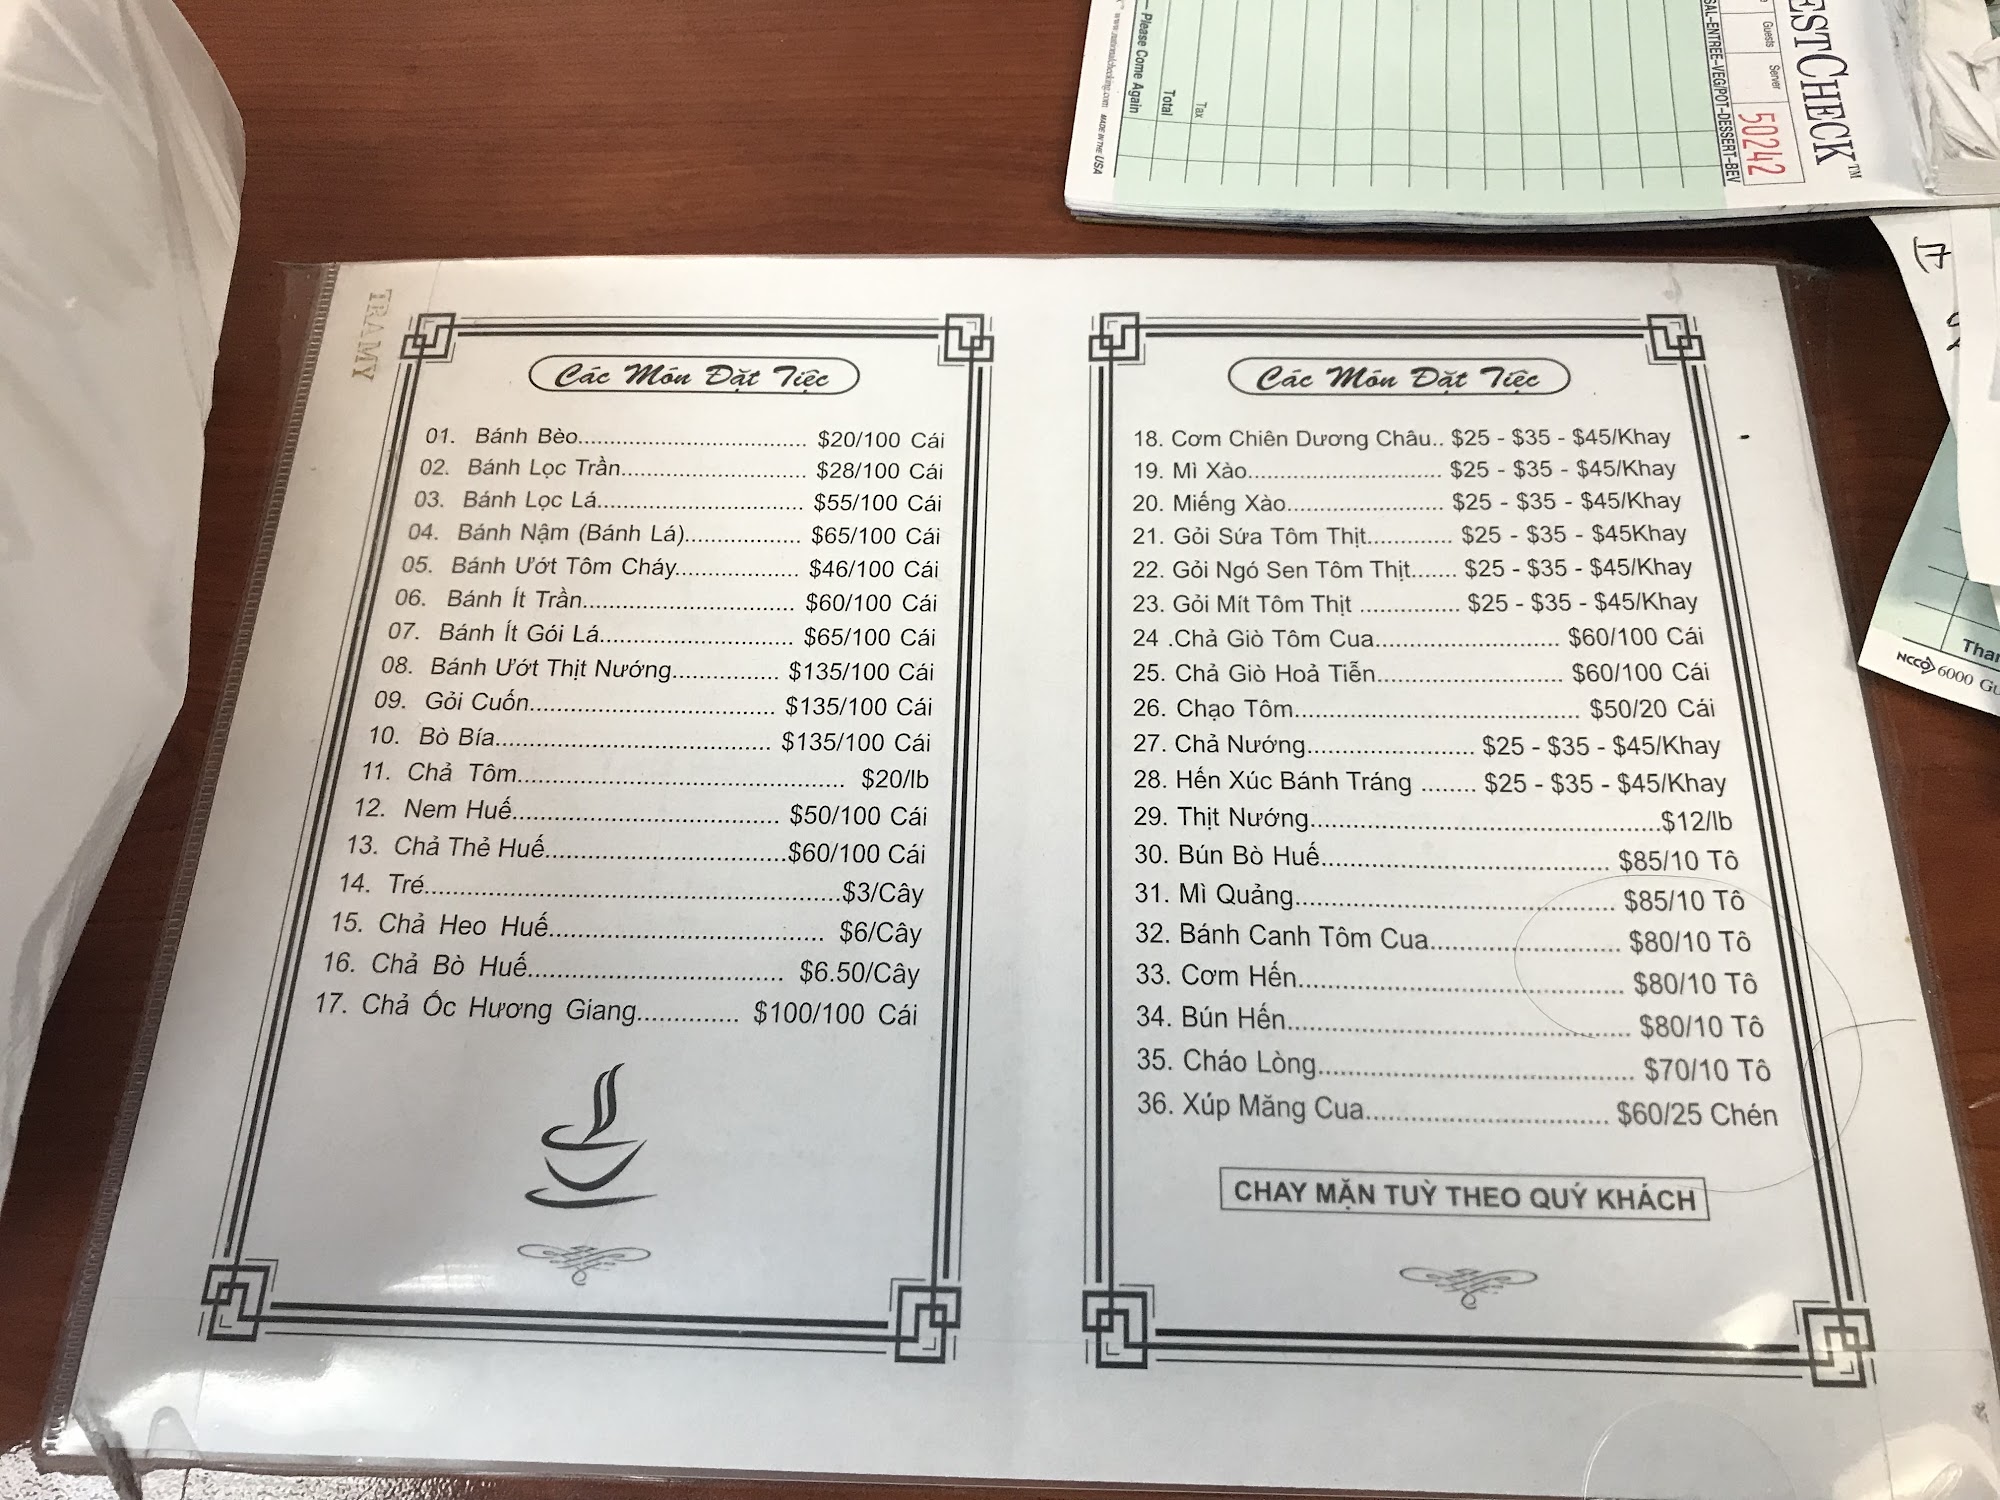 — Please Come Again
www.nationalchecking.com MADE IN THE USA
Total
Tax
Guests
Server
SAL-ENTREE-VEG/POT-DESSERT-BEV
50242
ESTCHECK™
TRAMY
Các Món Đặt Tiệc
01. Bánh Bèo........ $20/100 Cái
02. Bánh Lọc Trần........ $28/100 Cái
03. Bánh Lọc Lá........ $55/100 Cái
04. Bánh Nậm (Bánh Lá)........ $65/100 Cái
05. Bánh Ướt Tôm Cháy........ $46/100 Cái
06. Bánh Ít Trần........ $60/100 Cái
07. Bánh Ít Gói Lá........ $65/100 Cái
08. Bánh Ướt Thịt Nướng........ $135/100 Cái
09. Gỏi Cuốn........ $135/100 Cái
10. Bò Bía........ $135/100 Cái
11. Chả Tôm........ $20/lb
12. Nem Huế........ $50/100 Cái
13. Chả Thẻ Huế........$60/100 Cái
14. Tré........$3/Cây
15. Chả Heo Huế........ $6/Cây
16. Chả Bò Huế........ $6.50/Cây
17. Chả Ốc Hương Giang........ $100/100 Cái
Các Món Đặt Tiệc
18. Cơm Chiên Dương Châu.. $25 - $35 - $45/Khay
19. Mì Xào........ $25 - $35 - $45/Khay
20. Miếng Xào........ $25 - $35 - $45/Khay
21. Gỏi Sứa Tôm Thịt........ $25 - $35 - $45Khay
22. Gỏi Ngó Sen Tôm Thịt....... $25 - $35 - $45/Khay
23. Gỏi Mít Tôm Thịt ........ $25 - $35 - $45/Khay
24 .Chả Giò Tôm Cua........ $60/100 Cái
25. Chả Giò Hoả Tiễn........ $60/100 Cái
26. Chạo Tôm........ $50/20 Cái
27. Chả Nướng........ $25 - $35 - $45/Khay
28. Hến Xúc Bánh Tráng ........ $25 - $35 - $45/Khay
29. Thịt Nướng........$12/lb
30. Bún Bò Huế........ $85/10 Tô
31. Mì Quảng........ $85/10 Tô
32. Bánh Canh Tôm Cua........ $80/10 Tô
33. Cơm Hến........ $80/10 Tô
34. Bún Hến........ $80/10 Tô
35. Cháo Lòng........ $70/10 Tô
36. Xúp Măng Cua........ $60/25 Chén
CHAY MẶN TUỲ THEO QUÝ KHÁCH
NCCO 6000